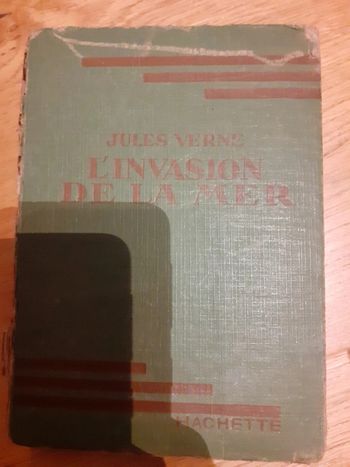 JULES VERNE
L'INVASION
DE LA MER
HACHETTE